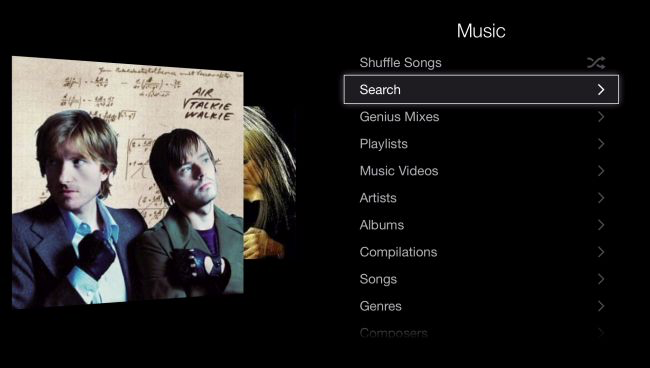 AIR
TALKIE
WALKIE
Music
Shuffle Songs
Search
Genius Mixes
Playlists
Music Videos
Artists
Albums
Compilations
Songs
Genres
Composers